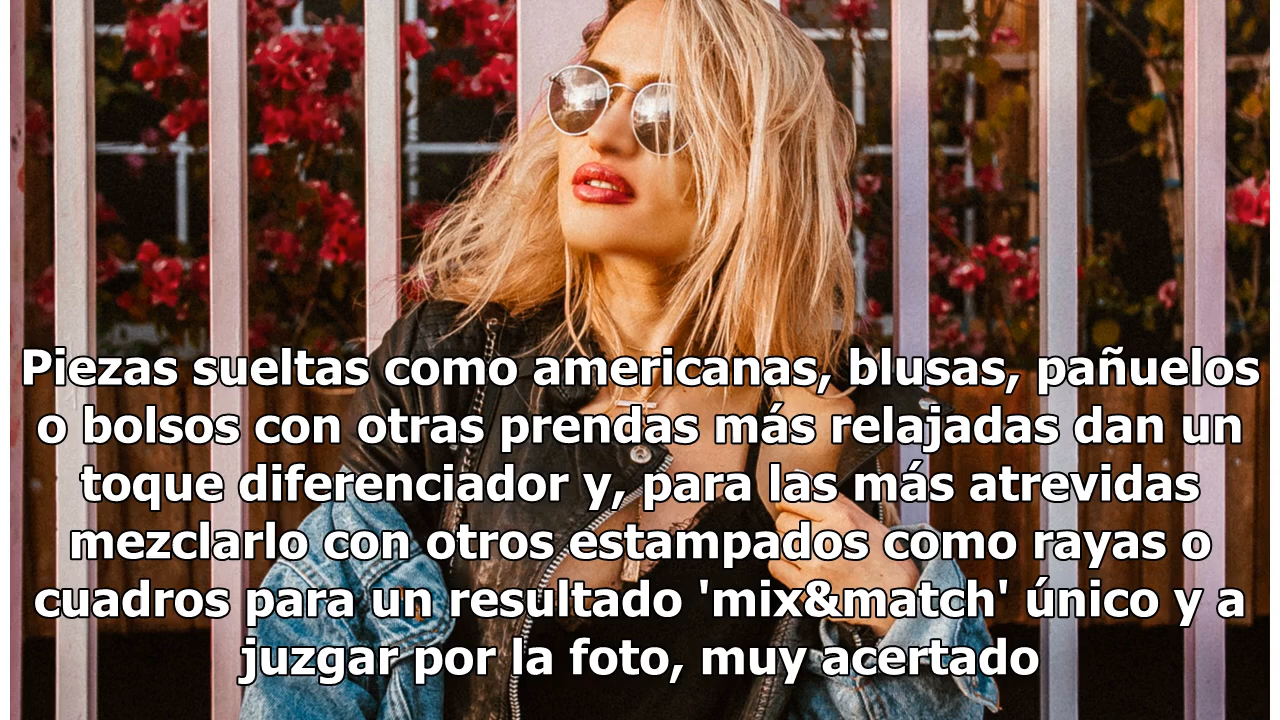 Piezas sueltas como americanas, blusas, pañuelos
o bolsos con otras prendas más relajadas dan un
toque diferenciador y, para las más atrevidas
mezclarlo con otros estampados como rayas o
cuadros para un resultado 'mix&match' único y a
juzgar por la foto, muy acertado